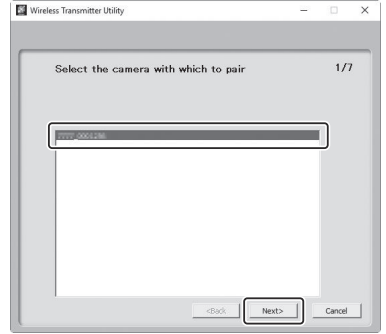 Wireless Transmitter Utility
Select the camera with which to pair 1/7
<Back Next> Cancel